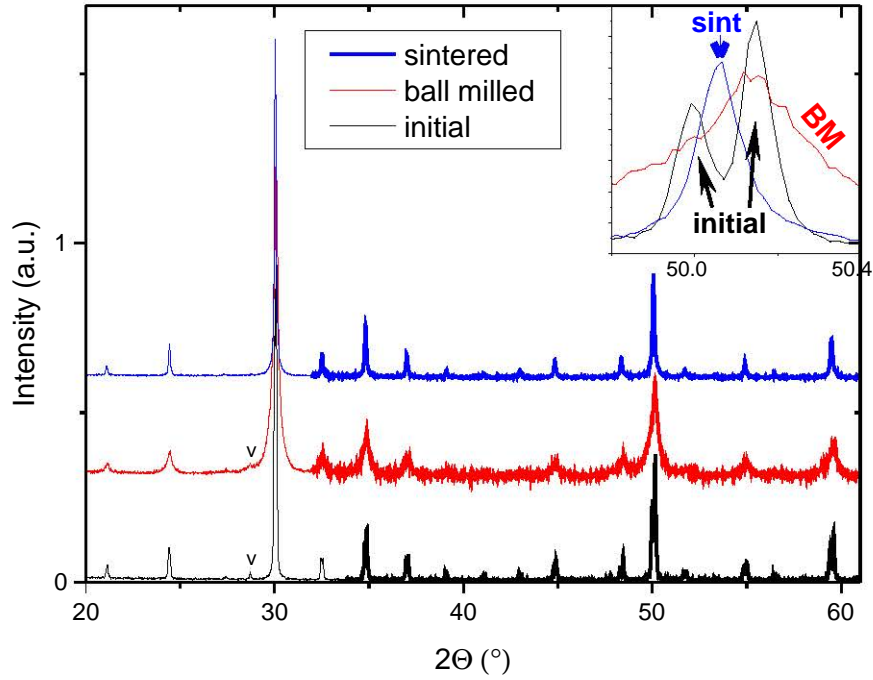 sintered
ball milled
initial
sint
BM
initial
50.0
50.4
1
0
v
v
20
30
40
50
60
Intensity (a.u.)
2Θ (°)